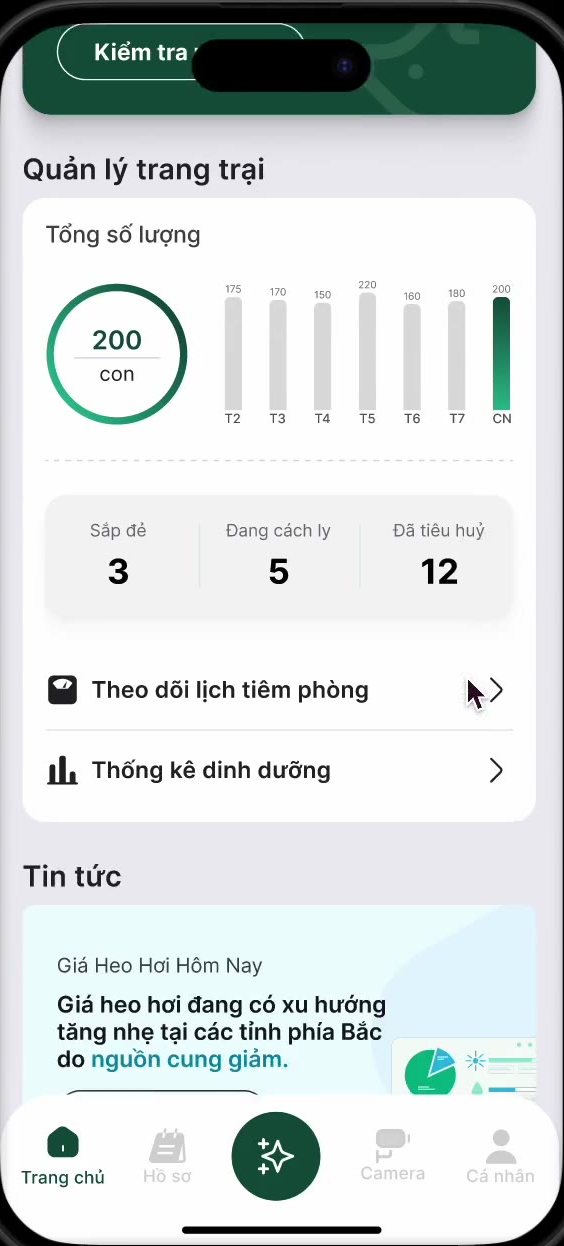 Kiểm tra
Quản lý trang trại
Tổng số lượng
200
con
175 170 150 220 160 180 200
T2 T3 T4 T5 T6 T7 CN
Sắp đẻ Đang cách ly Đã tiêu huỷ
3 5 12
Theo dõi lịch tiêm phòng
Thống kê dinh dưỡng
Tin tức
Giá Heo Hơi Hôm Nay
Giá heo hơi đang có xu hướng
tăng nhẹ tại các tỉnh phía Bắc
do nguồn cung giảm.
Trang chủ Hồ sơ Camera Cá nhân